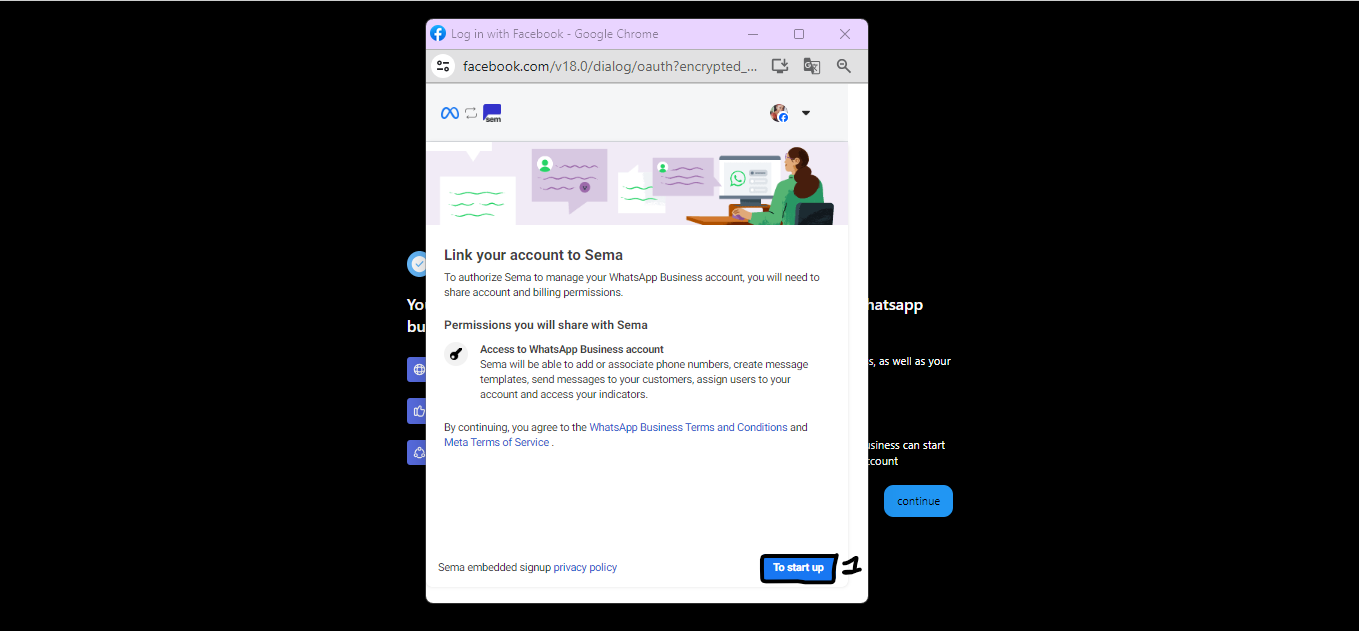 Log in with Facebook - Google Chrome
facebook.com/v18.0/dialog/oauth?encrypted_...
sem
Link your account to Sema
To authorize Sema to manage your WhatsApp Business account, you will need to
share account and billing permissions.
Permissions you will share with Sema
Access to WhatsApp Business account
Sema will be able to add or associate phone numbers, create message
templates, send messages to your customers, assign users to your
account and access your indicators.
By continuing, you agree to the WhatsApp Business Terms and Conditions and
Meta Terms of Service .
Sema embedded signup privacy policy
To start up
1
You
bu
hatsapp
s, as well as your
usiness can start
ccount
continue